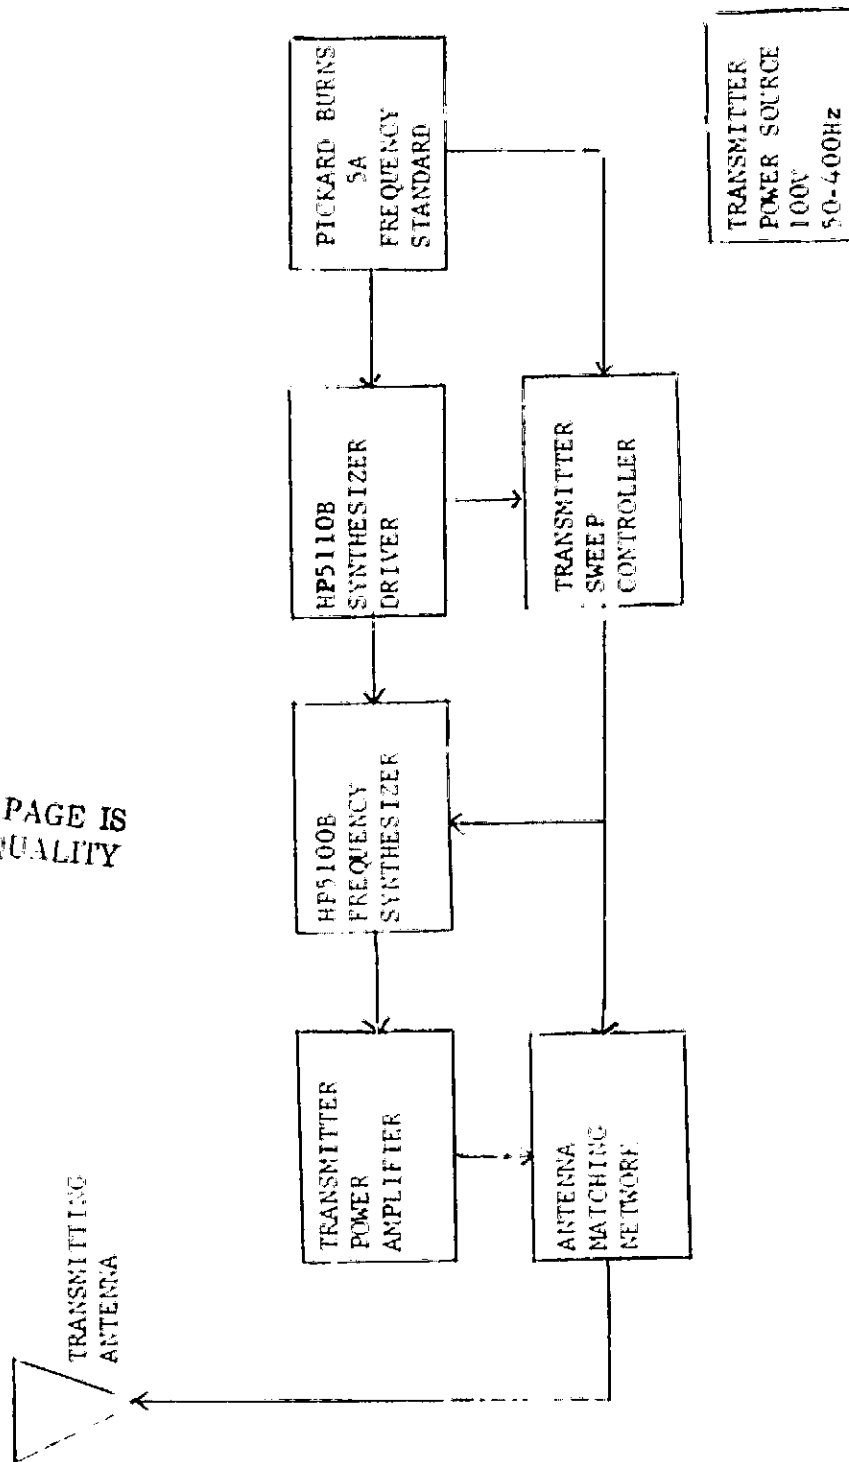 PAGE IS
QUALITY
TRANSMITTING
ANTENNA
TRANSMITTER
POWER
AMPLIFIER
HP5100B
FREQUENCY
SYNTHESIZER
HP5110B
SYNTHESIZER
DRIVER
PICKARD BURNS
5A
FREQUENCY
STANDARD
ANTENNA
MATCHING
NETWORK
TRANSMITTER
SWEEP
CONTROLLER
TRANSMITTER
POWER SOURCE
100V
50-400Hz